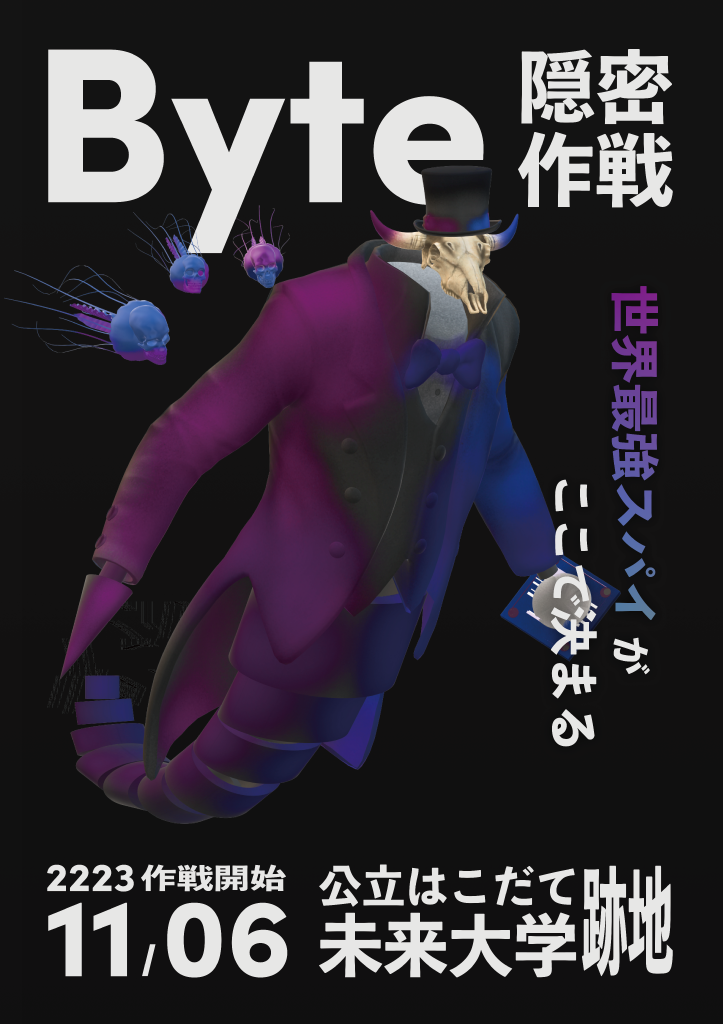 Byte
隠密
作戦
世界最強スパイが
ここで決まる
2223 作戦開始
11/06
公立はこだて
未来大学跡地